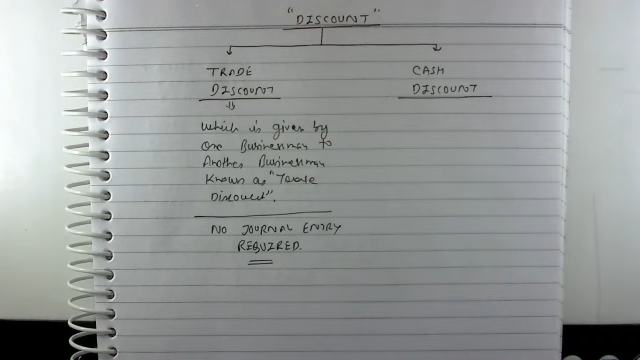 "DISCOUNT"
TRADE
DISCOUNT
CASH
DISCOUNT
Which is given by
one Businessman to
Another Businessman
Known as "Trade
Discount".
NO JOURNAL ENTRY
REQUIRED.